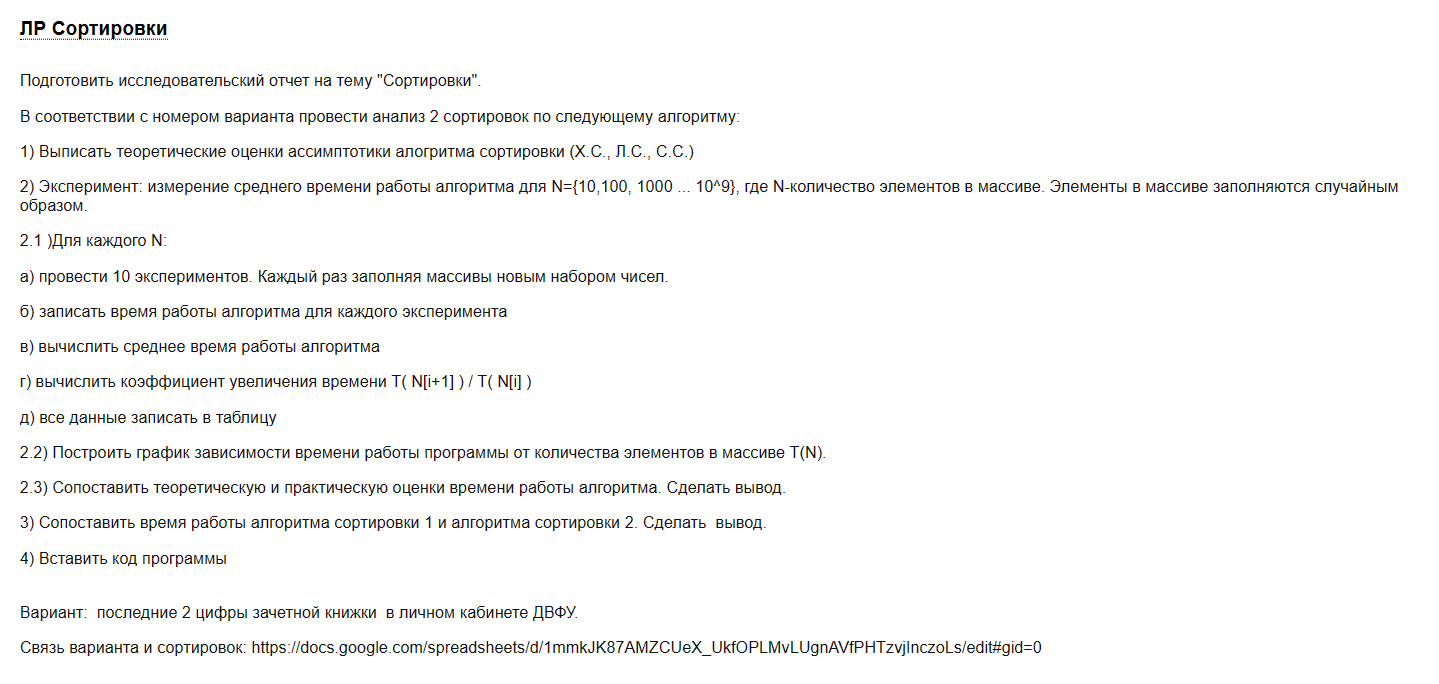 ЛР Сортировки
Подготовить исследовательский отчет на тему "Сортировки".
В соответствии с номером варианта провести анализ 2 сортировок по следующему алгоритму:
1) Выписать теоретические оценки ассимптотики алогритма сортировки (Х.С., Л.С., С.С.)
2) Эксперимент: измерение среднего времени работы алгоритма для N={10,100, 1000 ... 10^9}, где N-количество элементов в массиве. Элементы в массиве заполняются случайным
образом.
2.1 )Для каждого N:
а) провести 10 экспериментов. Каждый раз заполняя массивы новым набором чисел.
б) записать время работы алгоритма для каждого эксперимента
в) вычислить среднее время работы алгоритма
г) вычислить коэффициент увеличения времени T( N[i+1] ) / T( N[i] )
д) все данные записать в таблицу
2.2) Построить график зависимости времени работы программы от количества элементов в массиве T(N).
2.3) Сопоставить теоретическую и практическую оценки времени работы алгоритма. Сделать вывод.
3) Сопоставить время работы алгоритма сортировки 1 и алгоритма сортировки 2. Сделать  вывод.
4) Вставить код программы
Вариант:  последние 2 цифры зачетной книжки  в личном кабинете ДВФУ.
Связь варианта и сортировок: https://docs.google.com/spreadsheets/d/1mmkJK87AMZCUeX_UkfOPLMvLUgnAVfPHTzvjInczoLs/edit#gid=0